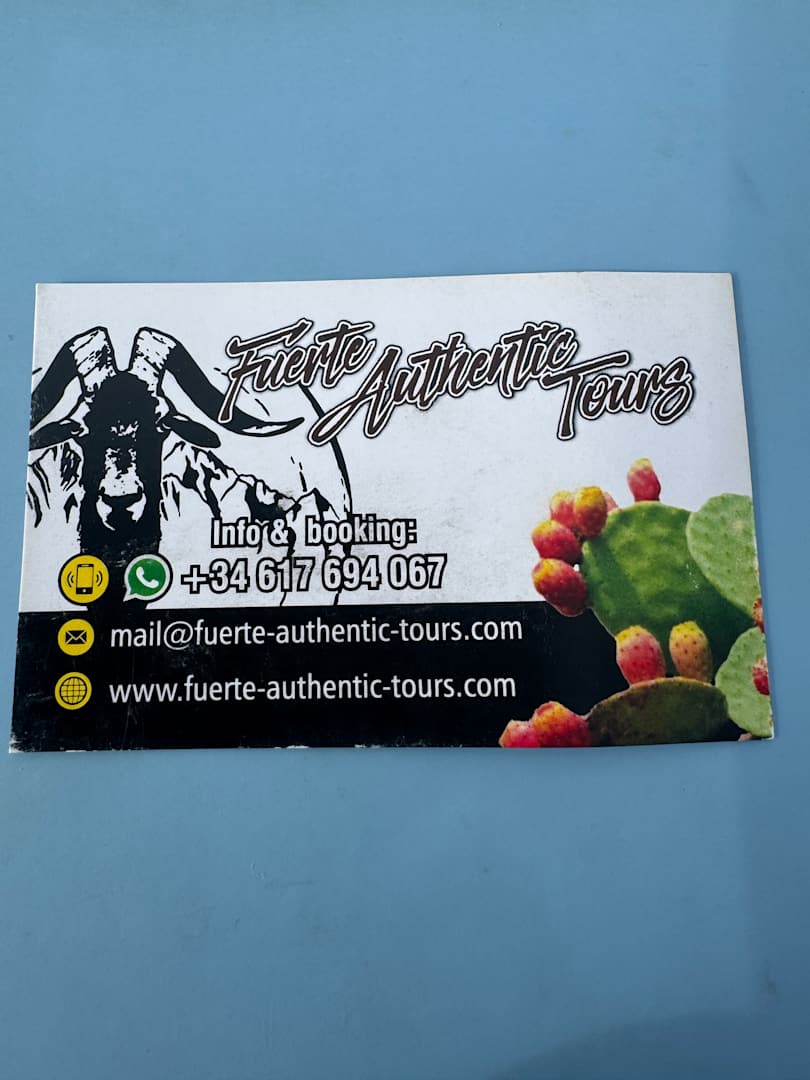 Fuerte Authentic Tours
Info & booking:
+34 617 694 067
mail@fuerte-authentic-tours.com
www.fuerte-authentic-tours.com